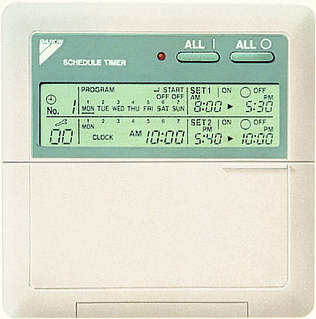 ALL | ALL ○
SCHEDULE TIMER
PROGRAM ↵ START
OFF OFF
SET1 ON ○ OFF
No. 1
1 2 3 4 5 6 7
MON TUE WED THU FRI SAT SUN
AM PM
8:00 ▶ 5:30
00
1 2 3 4 5 6 7
MON
CLOCK AM 10:00
SET2 ON ○ OFF
PM PM
5:40 ▶ 10:00